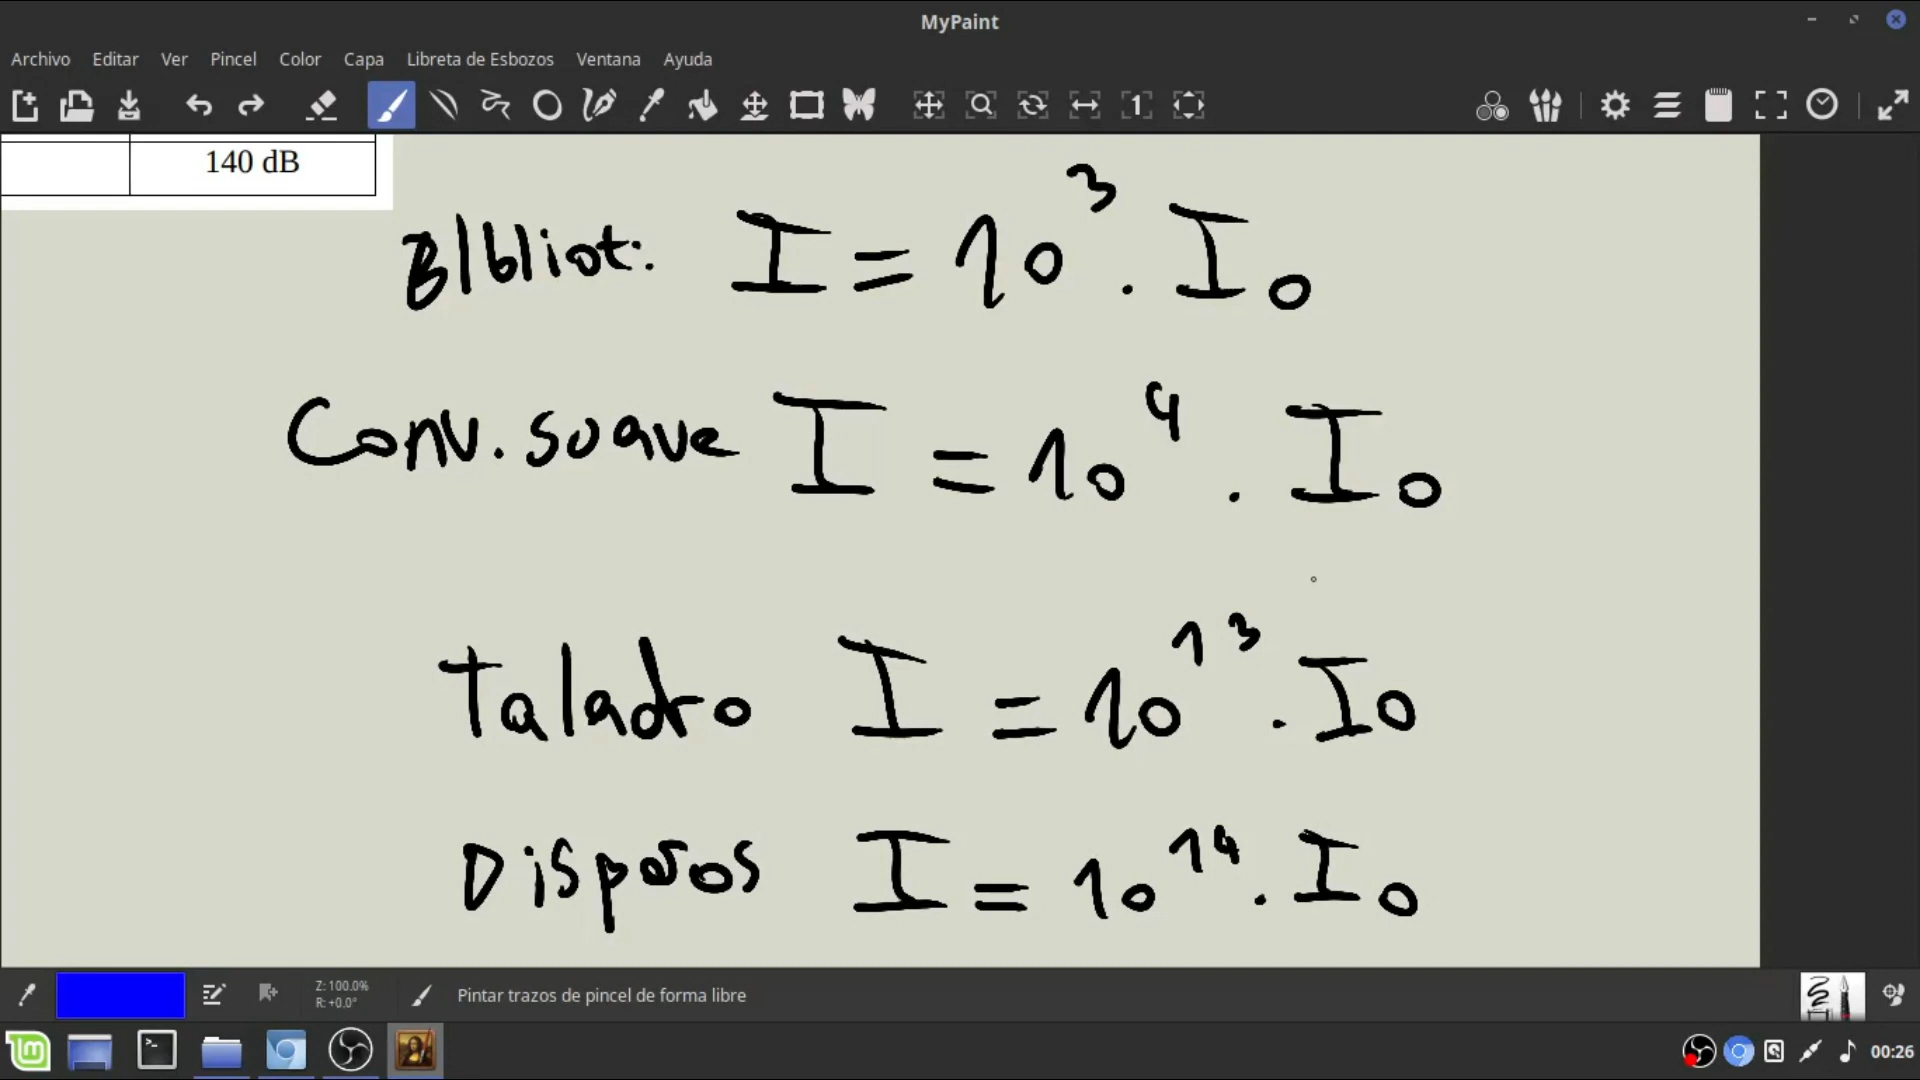 MyPaint
Archivo Editar Ver Pincel Color Capa Libreta de Esbozos Ventana Ayuda
140 dB
BIbliot: I = 10³ . I₀
Conv. suave I = 10⁴ . I₀
Taladro I = 10¹³ . I₀
I = 10¹⁴ . I₀
Z: 100.0%
R: +0.0°
Pintar trazos de pincel de forma libre
00:26